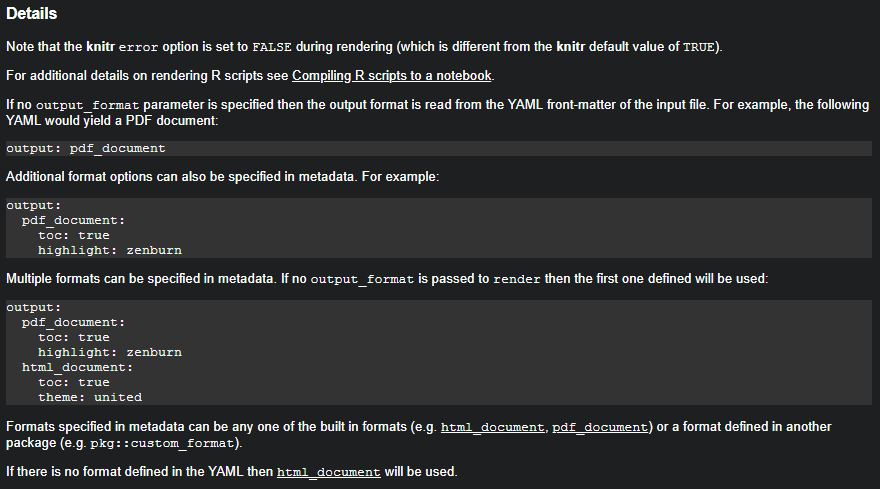 Details
Note that the knitr error option is set to FALSE during rendering (which is different from the knitr default value of TRUE).
For additional details on rendering R scripts see Compiling R scripts to a notebook.
If no output_format parameter is specified then the output format is read from the YAML front-matter of the input file. For example, the following
YAML would yield a PDF document:
output: pdf_document
Additional format options can also be specified in metadata. For example:
output:
  pdf_document:
    toc: true
    highlight: zenburn
Multiple formats can be specified in metadata. If no output_format is passed to render then the first one defined will be used:
output:
  pdf_document:
    toc: true
    highlight: zenburn
  html_document:
    toc: true
    theme: united
Formats specified in metadata can be any one of the built in formats (e.g. html_document, pdf_document) or a format defined in another
package (e.g. pkg::custom_format).
If there is no format defined in the YAML then html_document will be used.